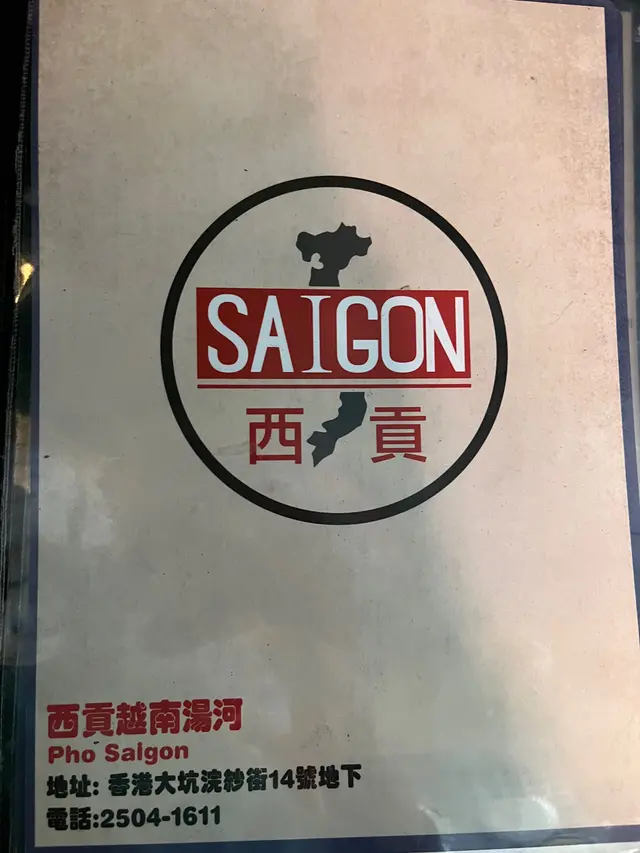 SAIGON
西貢
西貢越南湯河
Pho Saigon
地址: 香港大坑浣紗街14號地下
電話:2504-1611